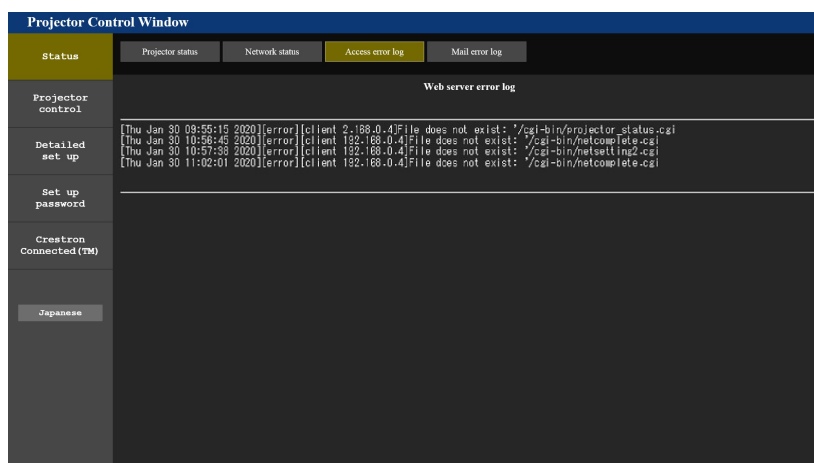 Projector Control Window
Status
Projector status
Network status
Access error log
Mail error log
Web server error log
[Thu Jan 30 09:55:15 2020][error][client 2.168.0.4]File does not exist: '/cgi-bin/projector_status.cgi
[Thu Jan 30 10:56:45 2020][error][client 192.168.0.4]File does not exist: '/cgi-bin/netcomplete.cgi
[Thu Jan 30 10:57:38 2020][error][client 192.168.0.4]File does not exist: '/cgi-bin/netsetting2.cgi
[Thu Jan 30 11:02:01 2020][error][client 192.168.0.4]File does not exist: '/cgi-bin/netcomplete.cgi
Projector
control
Detailed
set up
Set up
password
Crestron
Connected(TM)
Japanese